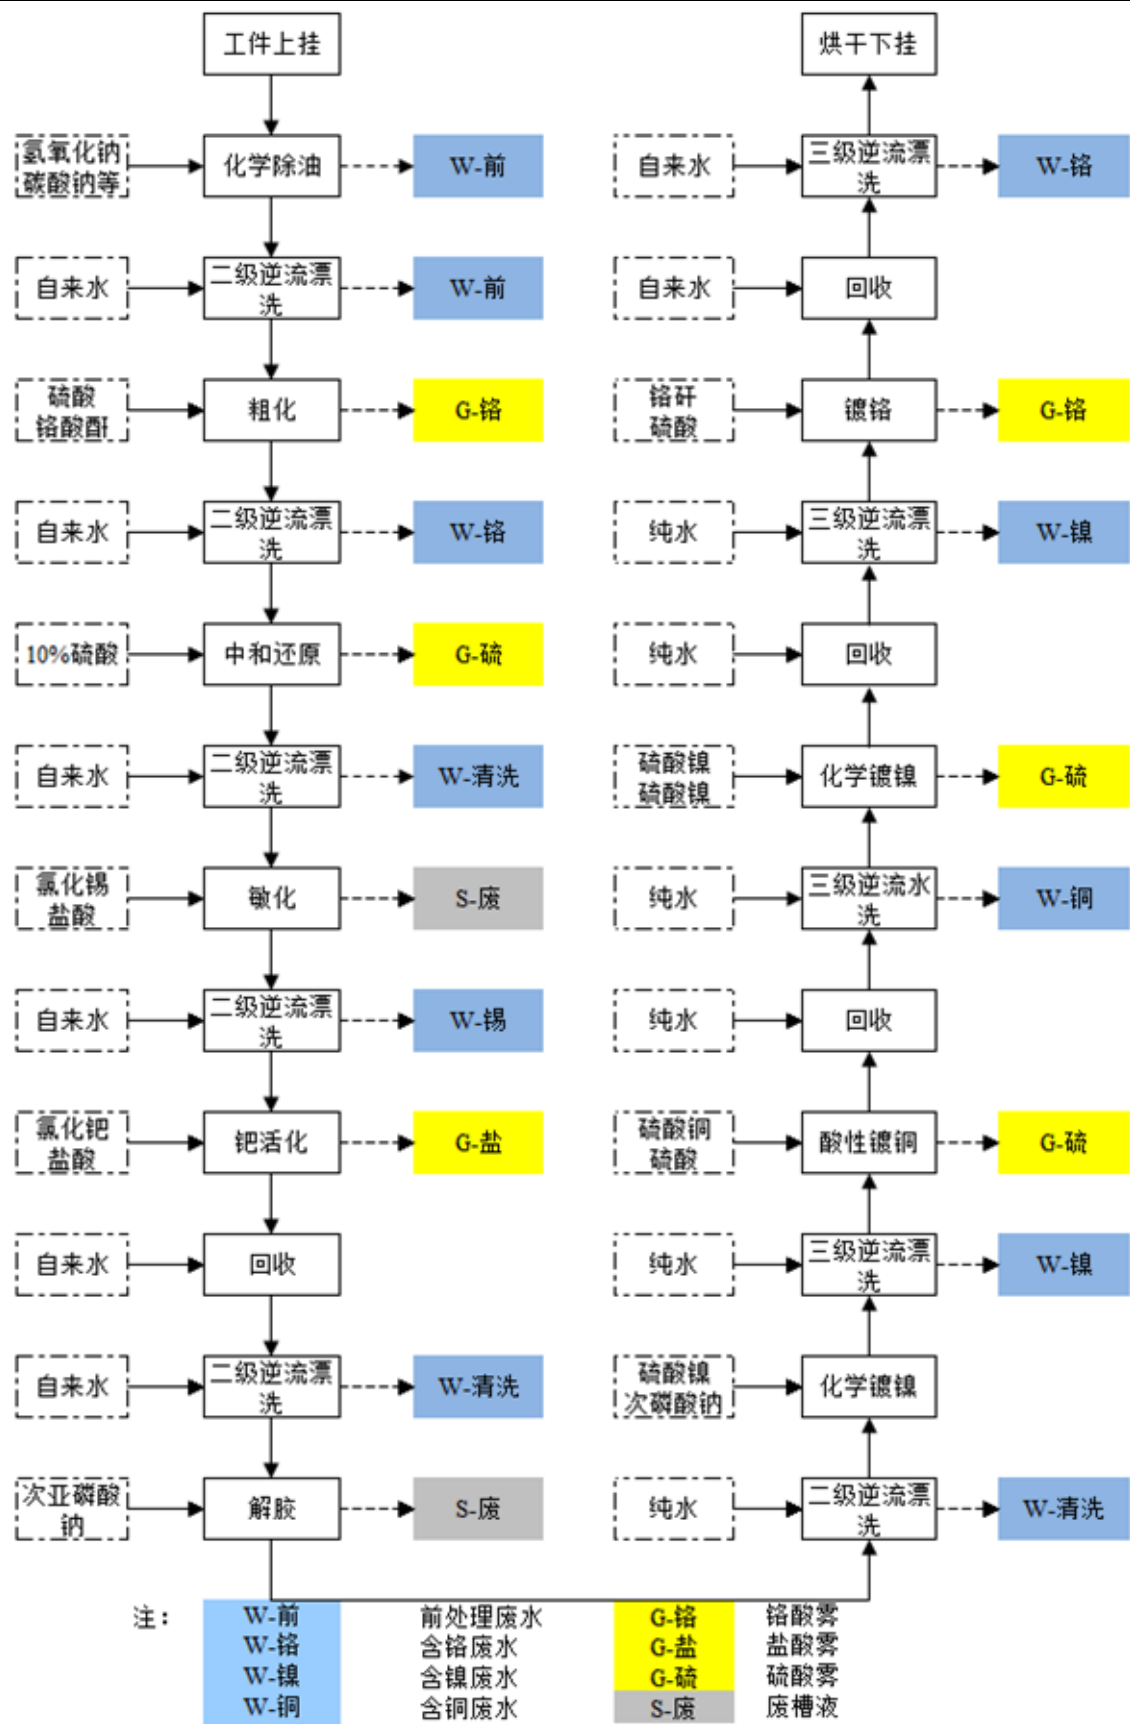 工件上挂
氢氧化钠
碳酸钠等
化学除油
W-前
自来水
二级逆流漂
洗
W-前
硫酸
铬酸酐
粗化
G-铬
自来水
二级逆流漂
洗
W-铬
10%硫酸
中和还原
G-硫
自来水
二级逆流漂
洗
W-清洗
氯化锡
盐酸
敏化
S-废
自来水
二级逆流漂
洗
W-锡
氯化钯
盐酸
钯活化
G-盐
自来水
回收
自来水
二级逆流漂
洗
W-清洗
次亚磷酸
钠
解胶
S-废
烘干下挂
自来水
三级逆流漂
洗
W-铬
自来水
回收
铬矸
硫酸
镀铬
G-铬
纯水
三级逆流漂
洗
W-镍
纯水
回收
硫酸镍
硫酸镍
化学镀镍
G-硫
纯水
三级逆流水
洗
W-铜
纯水
回收
硫酸铜
硫酸
酸性镀铜
G-硫
纯水
三级逆流漂
洗
W-镍
硫酸镍
次磷酸钠
化学镀镍
纯水
二级逆流漂
洗
W-清洗
注：
W-前 前处理废水 G-铬 铬酸雾
W-铬 含铬废水 G-盐 盐酸雾
W-镍 含镍废水 G-硫 硫酸雾
W-铜 含铜废水 S-废 废槽液